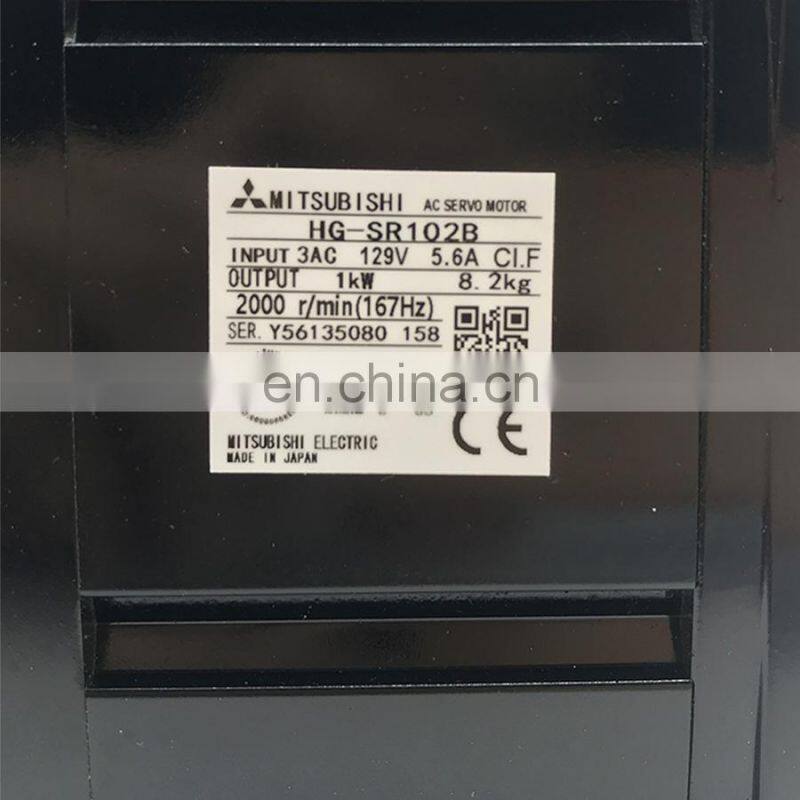 MITSUBISHI AC SERVO MOTOR
HG-SR102B
INPUT 3AC 129V 5.6A CI.F
OUTPUT 1kW 8.2kg
2000 r/min(167Hz)
SER. Y56135080 158
en.china.cn
CE
MITSUBISHI ELECTRIC
MADE IN JAPAN